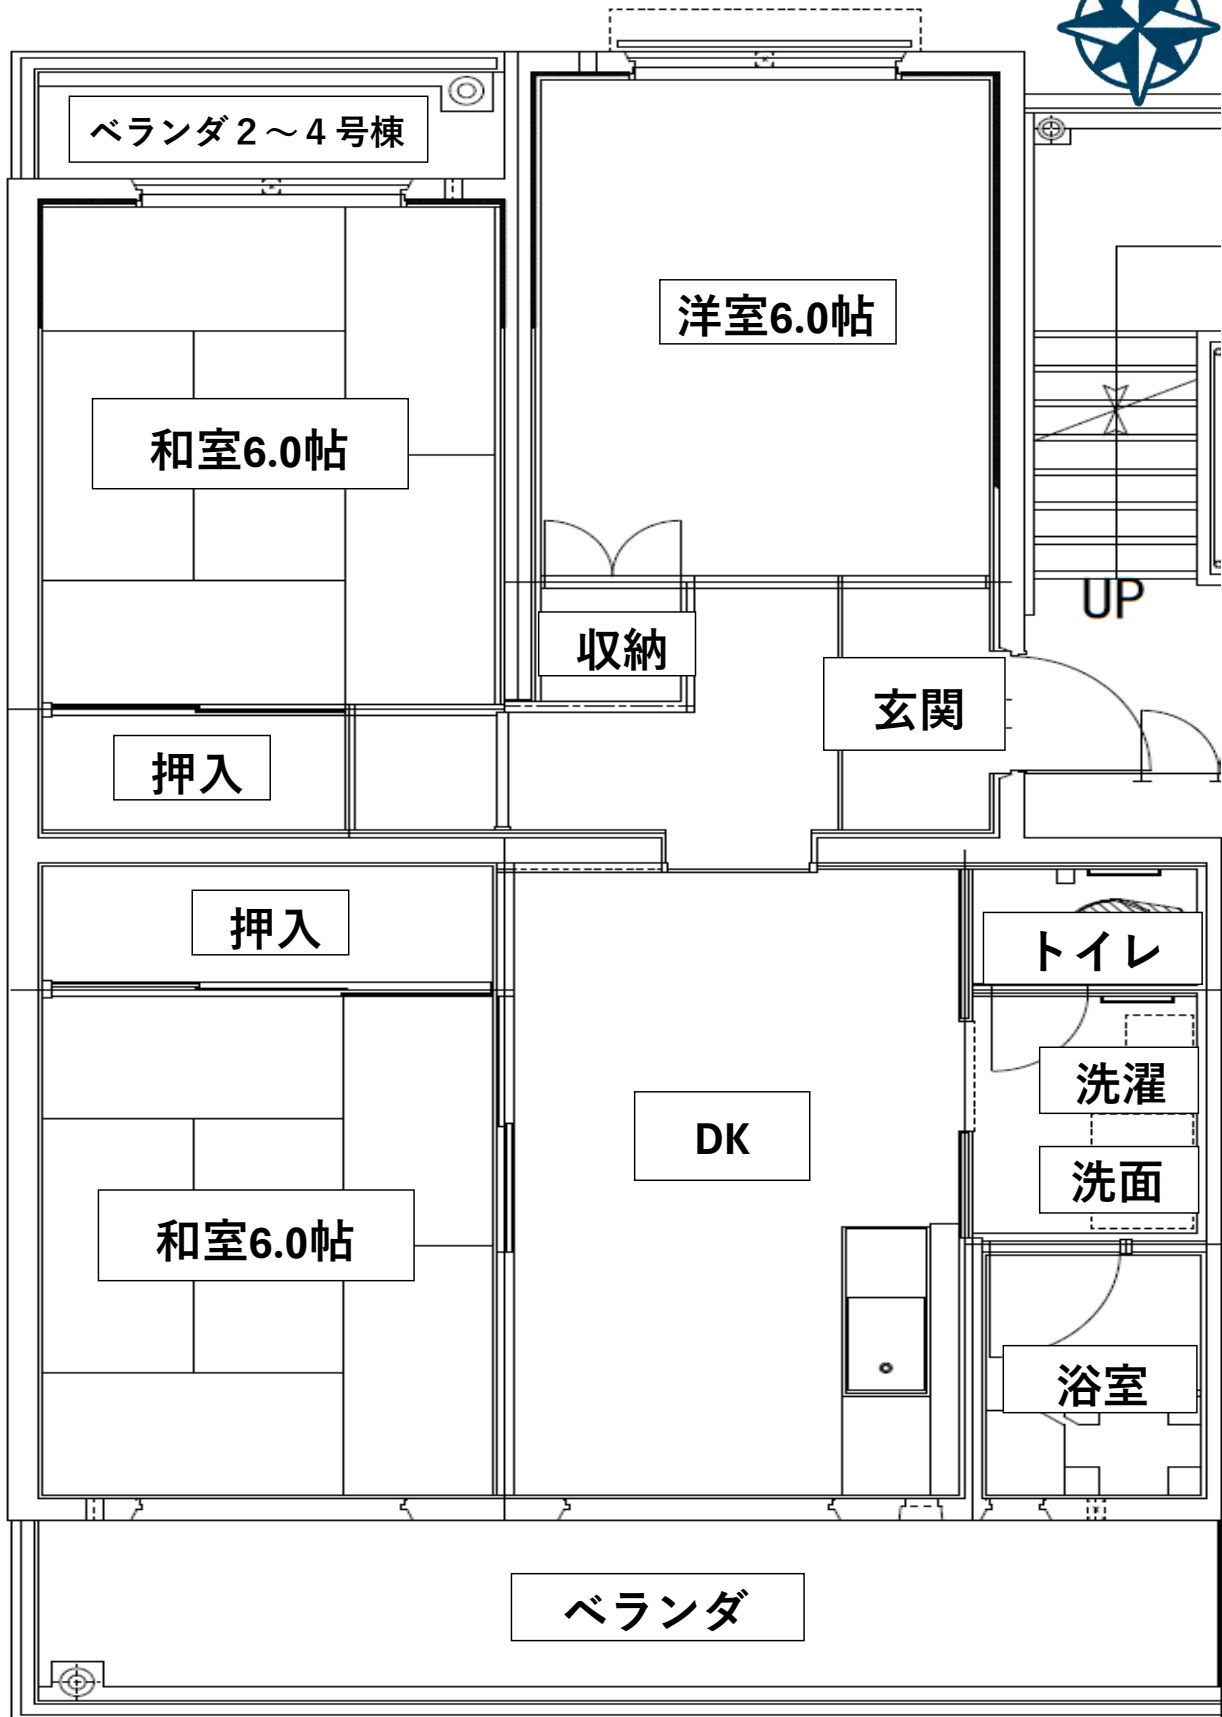 ベランダ２～４号棟
洋室6.0帖
和室6.0帖
UP
収納
玄関
押入
押入
トイレ
洗濯
DK
洗面
和室6.0帖
浴室
ベランダ